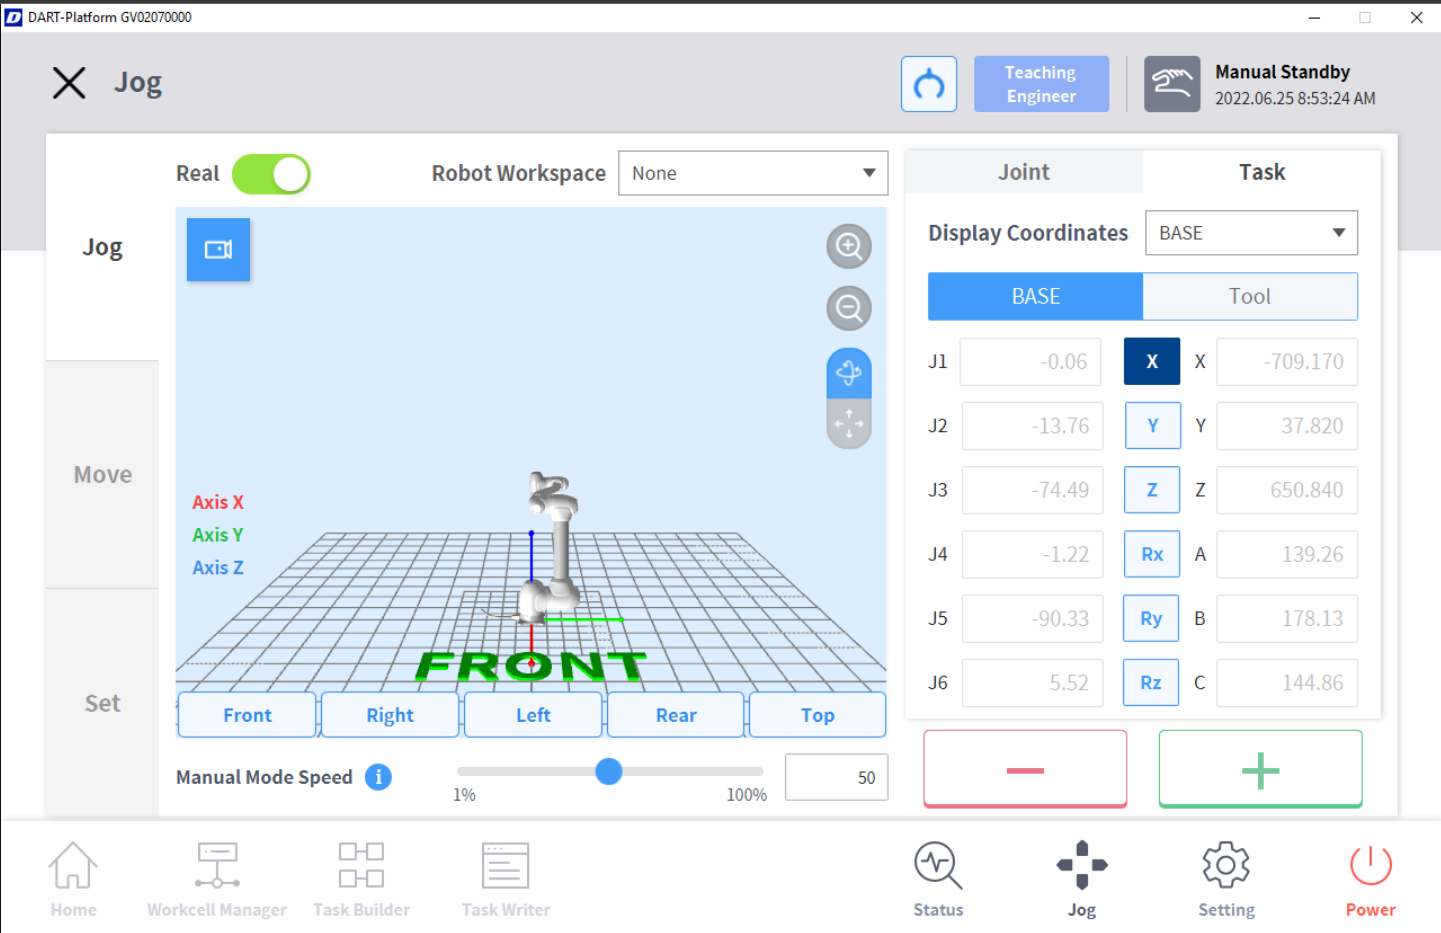 DART-Platform GV02070000
Jog
Teaching
Engineer
Manual Standby
2022.06.25 8:53:24 AM
Jog
Move
Set
Real
Robot Workspace
None
Axis X
Axis Y
Axis Z
FRONT
Front
Right
Left
Rear
Top
Manual Mode Speed
i
1%
100%
50
Joint
Task
Display Coordinates
BASE
BASE
Tool
J1 -0.06 X X -709.170
J2 -13.76 Y Y 37.820
J3 -74.49 Z Z 650.840
J4 -1.22 Rx A 139.26
J5 -90.33 Ry B 178.13
J6 5.52 Rz C 144.86
Home
Workcell Manager
Task Builder
Task Writer
Status
Jog
Setting
Power